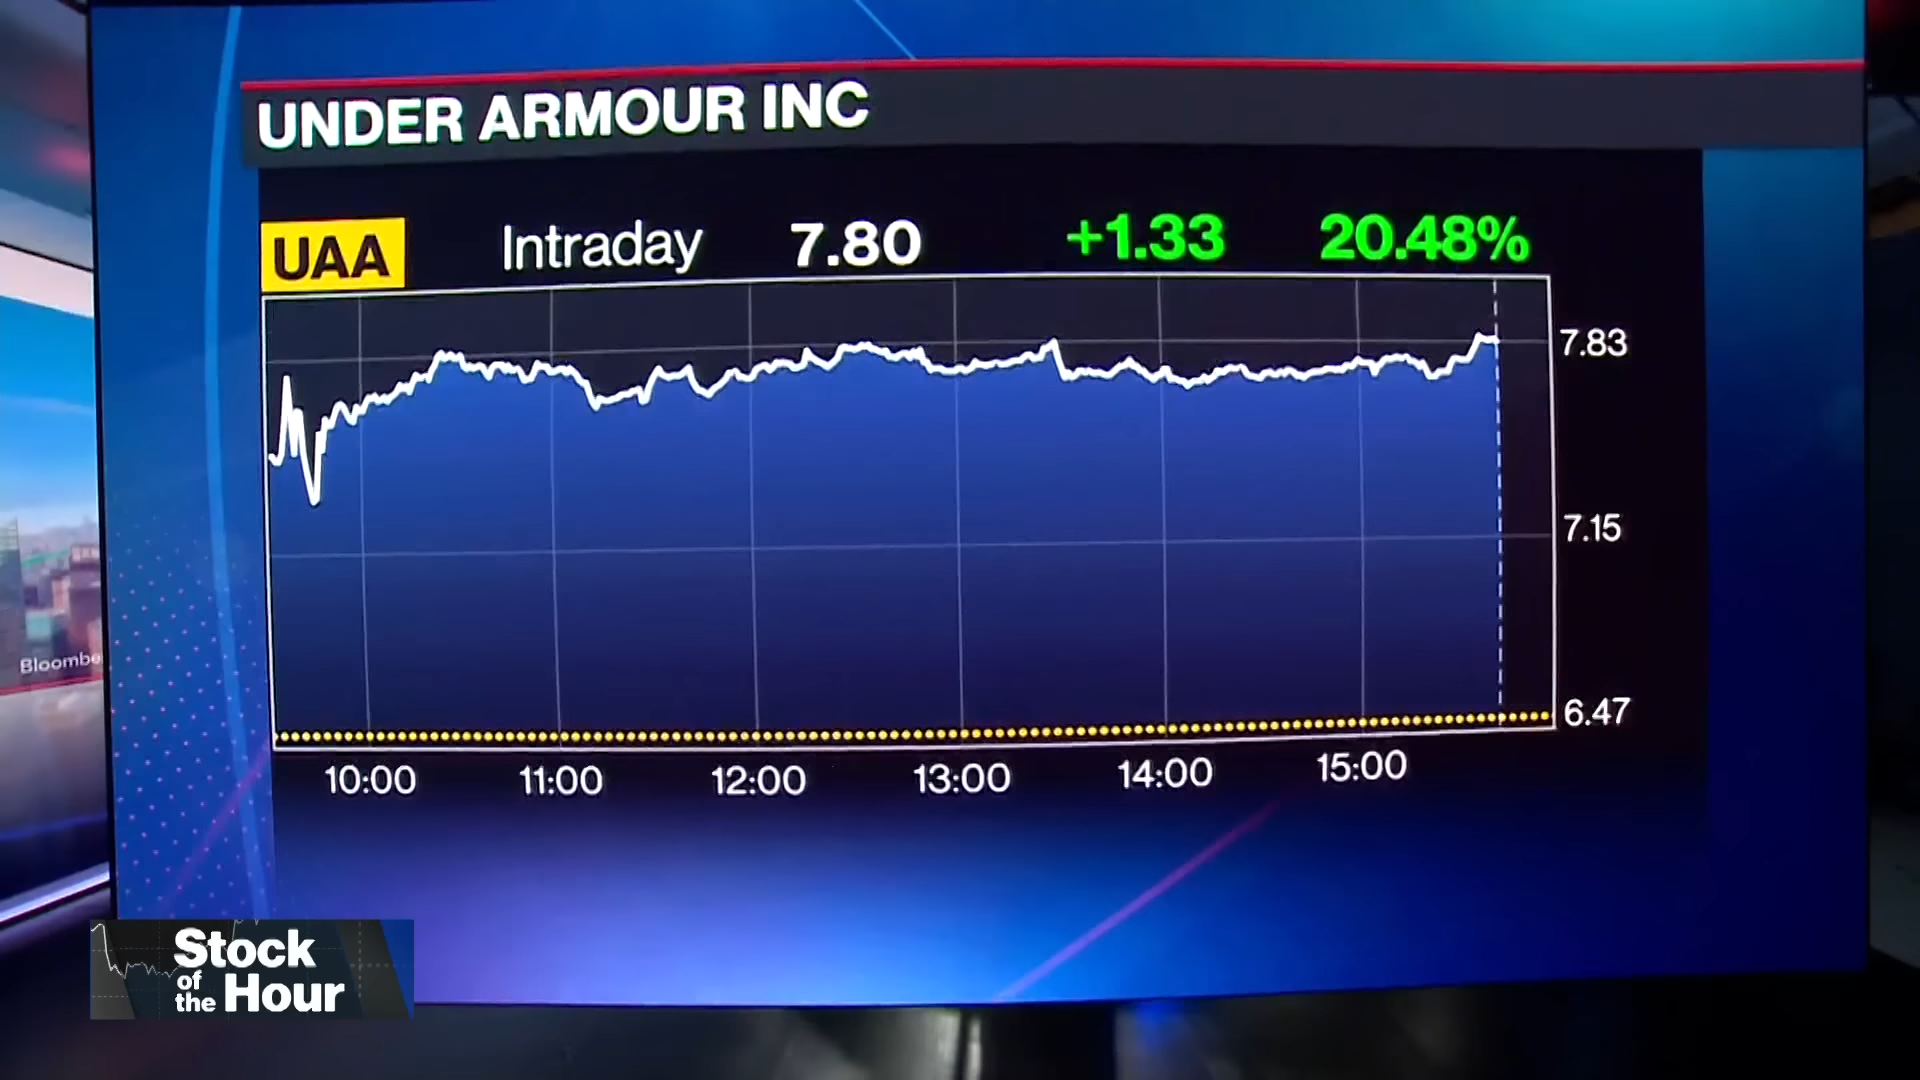 UNDER ARMOUR INC
UAA Intraday 7.80 +1.33 20.48%
7.83
7.15
6.47
10:00 11:00 12:00 13:00 14:00 15:00
Bloombe
Stock
of
the Hour